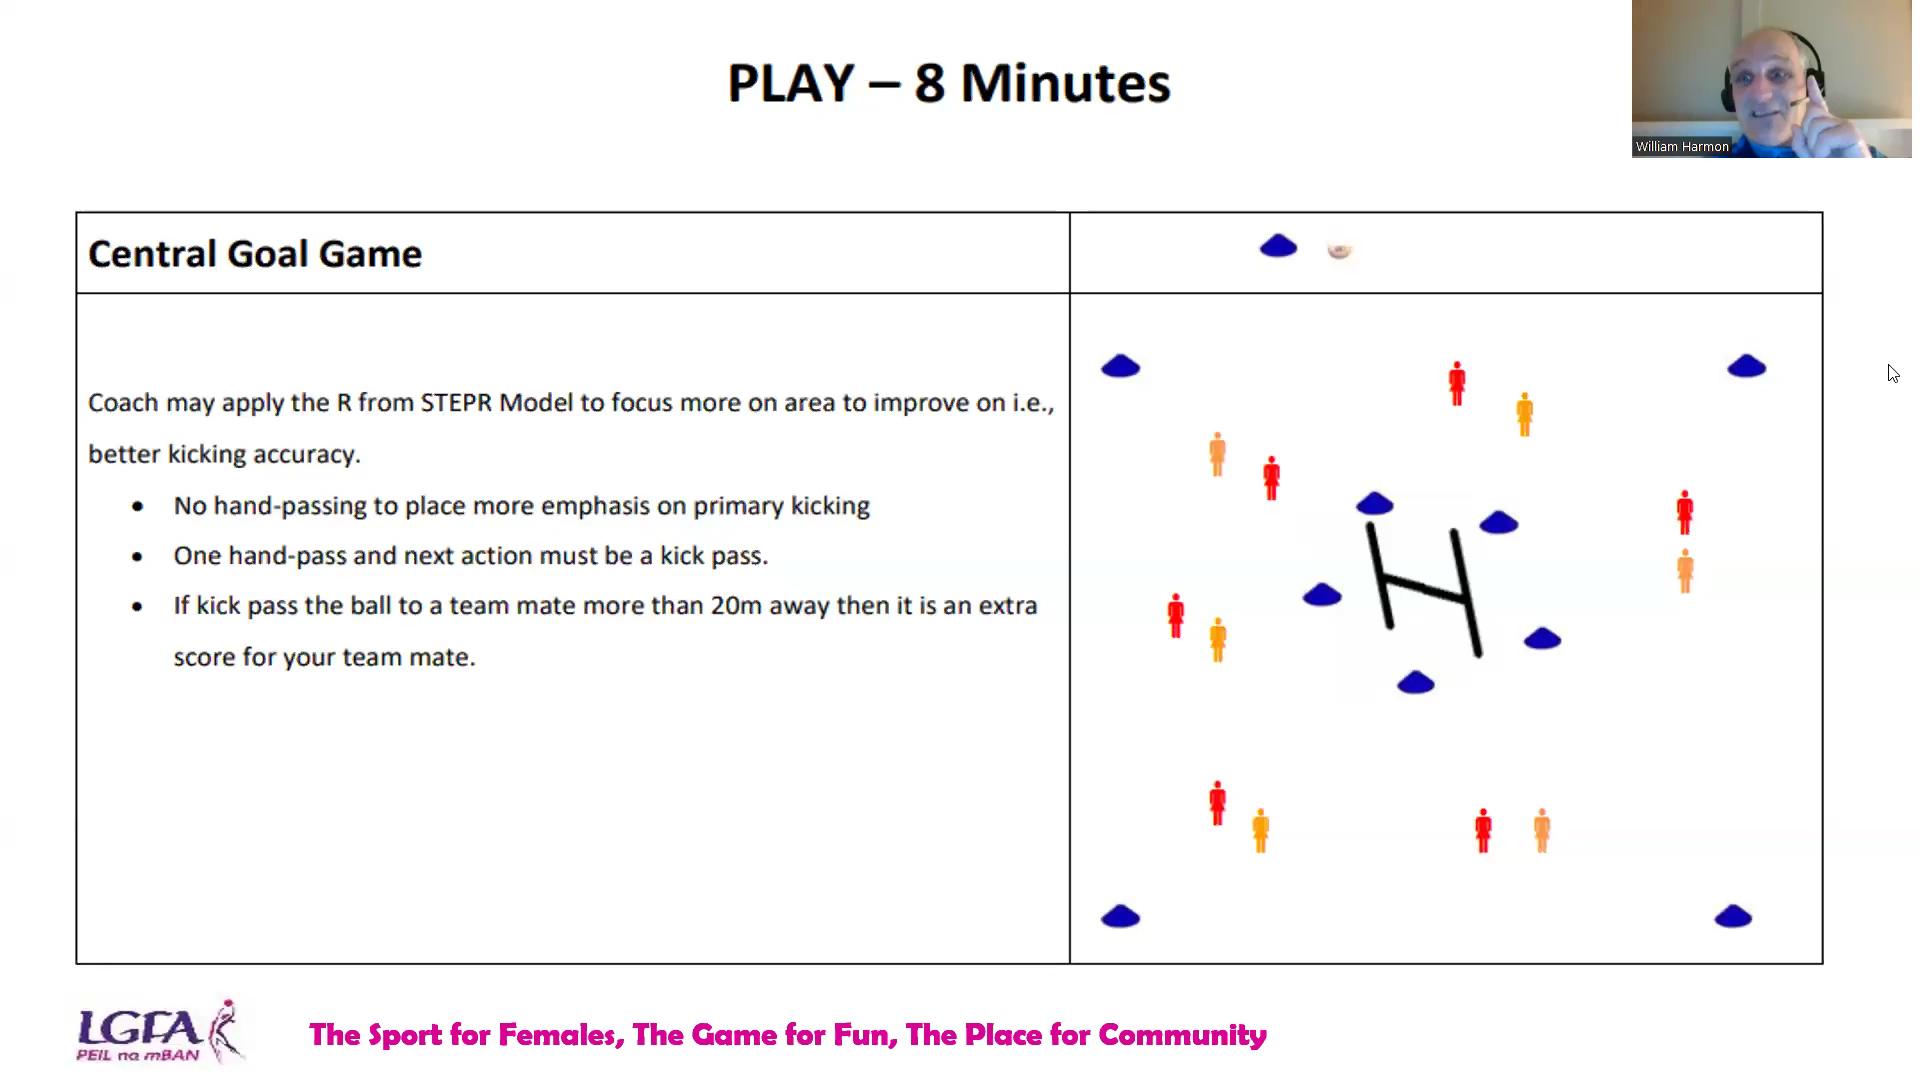 PLAY – 8 Minutes
William Harmon
Central Goal Game
Coach may apply the R from STEPR Model to focus more on area to improve on i.e.,
better kicking accuracy.
• No hand-passing to place more emphasis on primary kicking
• One hand-pass and next action must be a kick pass.
• If kick pass the ball to a team mate more than 20m away then it is an extra
score for your team mate.
LGFA
PEIL na mBAN
The Sport for Females, The Game for Fun, The Place for Community